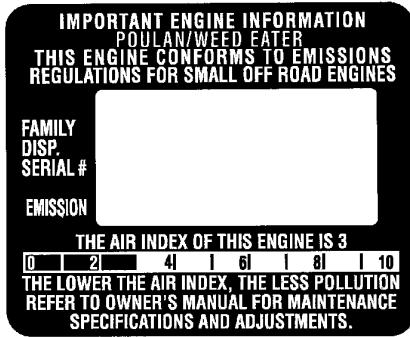 IMPORTANT ENGINE INFORMATION
POULAN/WEED EATER
THIS ENGINE CONFORMS TO EMISSIONS
REGULATIONS FOR SMALL OFF ROAD ENGINES
FAMILY
DISP.
SERIAL #
EMISSION
THE AIR INDEX OF THIS ENGINE IS 3
0 2 4 6 8 10
THE LOWER THE AIR INDEX, THE LESS POLLUTION
REFER TO OWNER'S MANUAL FOR MAINTENANCE
SPECIFICATIONS AND ADJUSTMENTS.